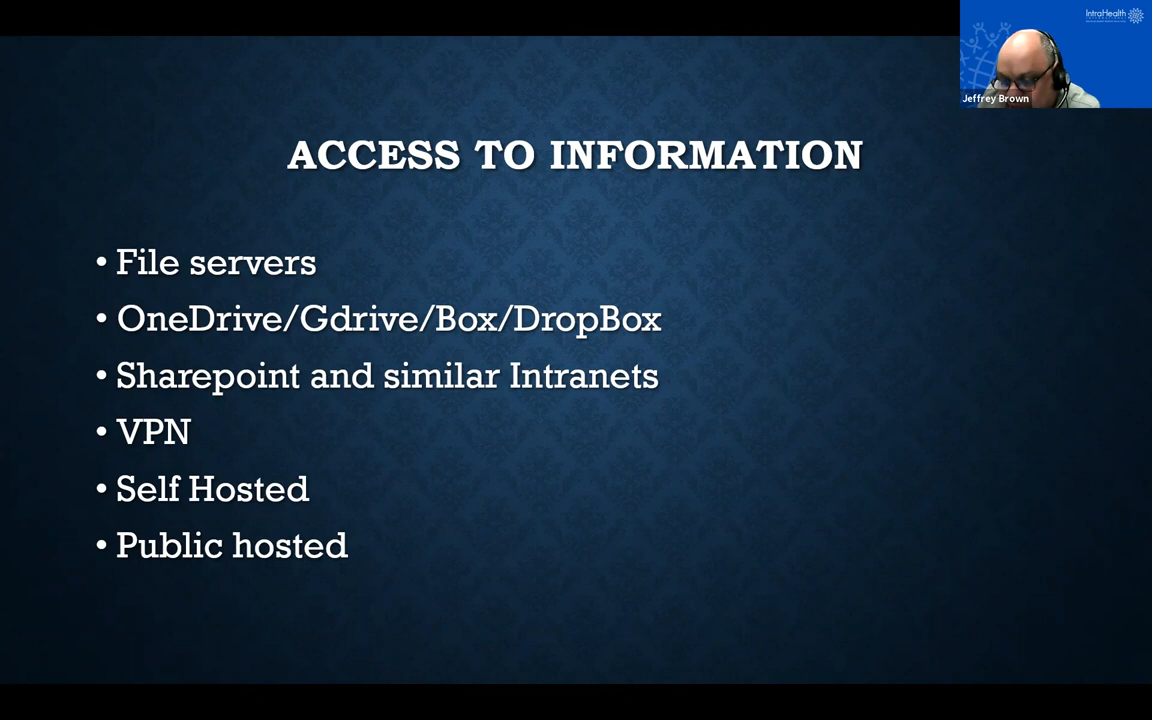 IntraHealth
Jeffrey Brown
ACCESS TO INFORMATION
• File servers
• OneDrive/Gdrive/Box/DropBox
• Sharepoint and similar Intranets
• VPN
• Self Hosted
• Public hosted